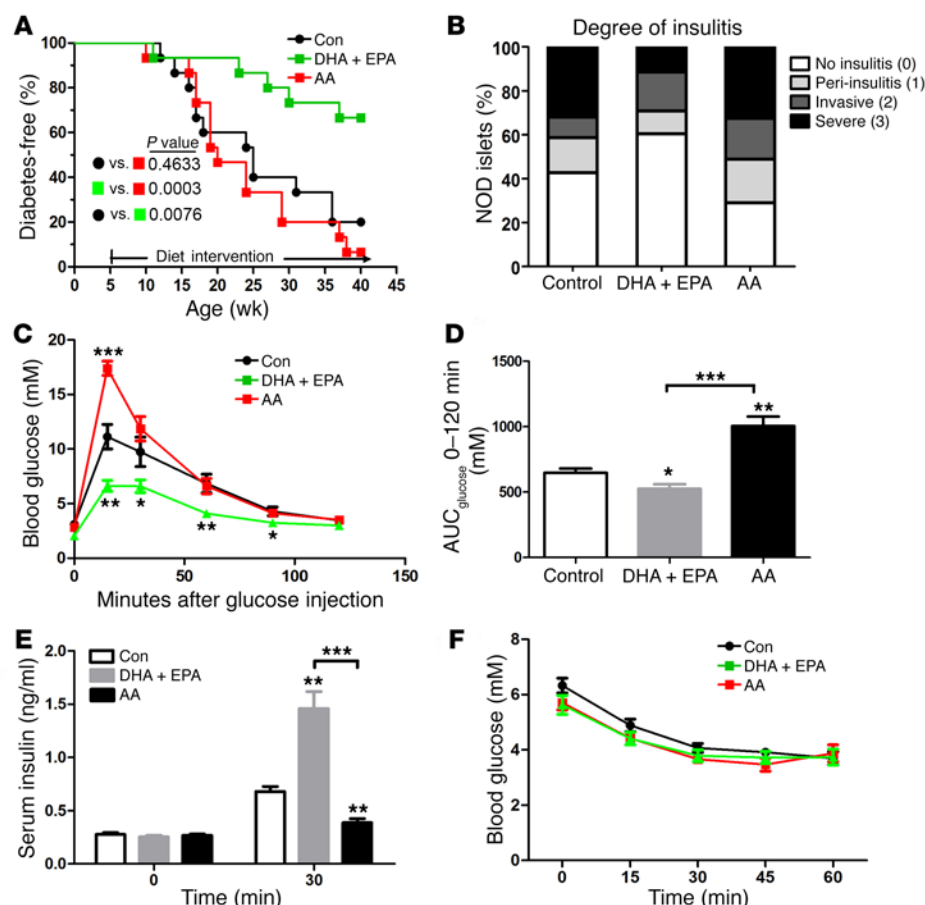 A
Diabetes-free (%)
100
80
60
40
20
0
Con
DHA + EPA
AA
P value
vs. 0.4633
vs. 0.0003
vs. 0.0076
Diet intervention
0 5 10 15 20 25 30 35 40 45
Age (wk)
B
Degree of insulitis
NOD islets (%)
100
80
60
40
20
0
No insulitis (0)
Peri-insulitis (1)
Invasive (2)
Severe (3)
Control DHA + EPA AA
C
Blood glucose (mM)
20
15
10
5
0
Con
DHA + EPA
AA
***
** * ** *
0 50 100 150
Minutes after glucose injection
D
AUCglucose 0–120 min
(mM)
1500
1000
500
0
***
**
*
Control DHA + EPA AA
E
Serum insulin (ng/ml)
2.0
1.5
1.0
0.5
0.0
Con
DHA + EPA
AA
***
**
**
0 30
Time (min)
F
Blood glucose (mM)
8
6
4
2
0
Con
DHA + EPA
AA
0 15 30 45 60
Time (min)